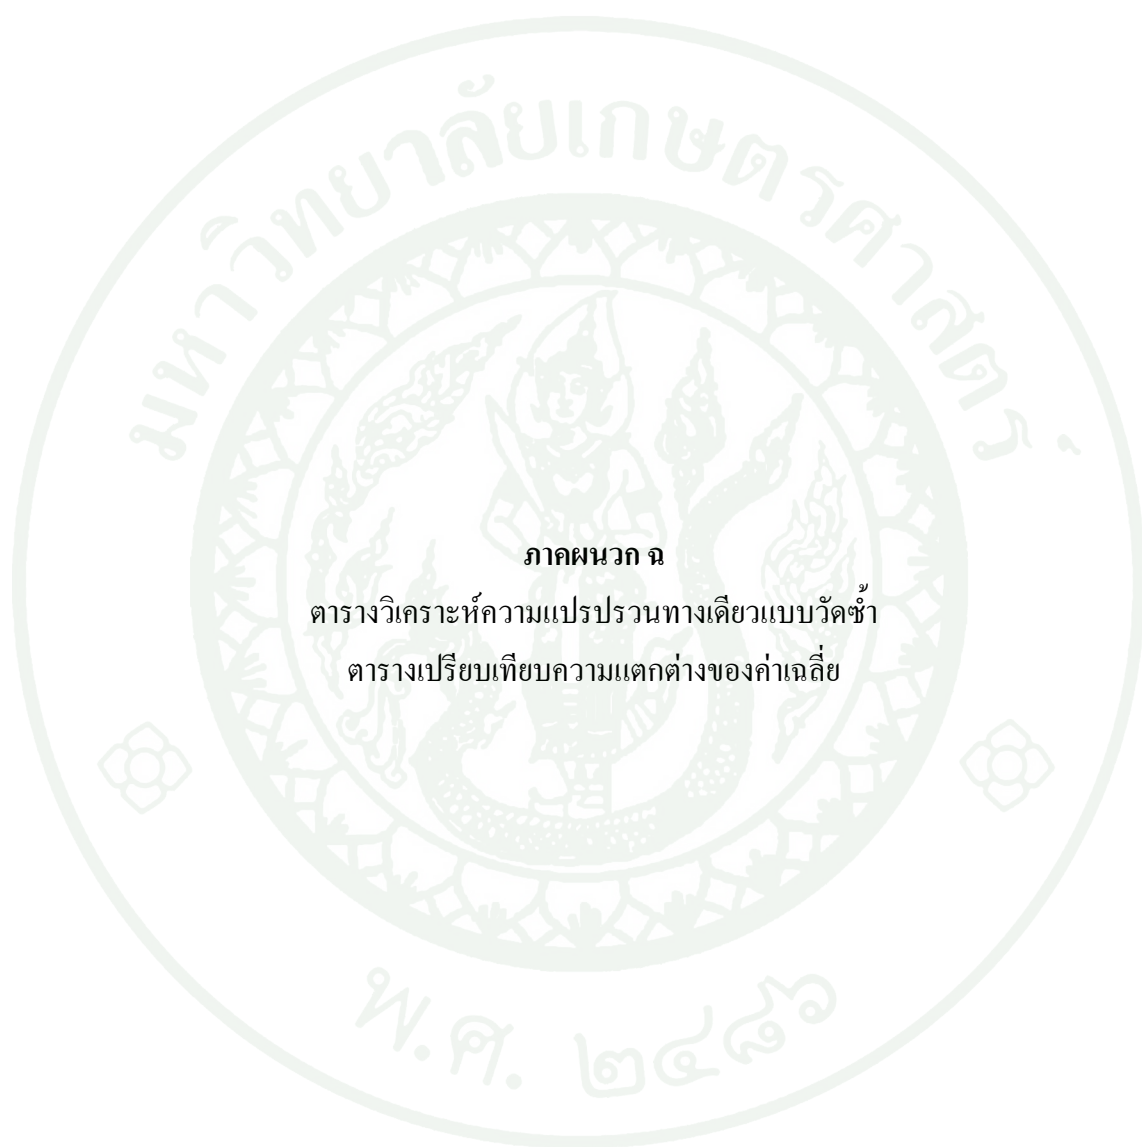 มหาวิทยาลัยเกษตรศาสตร์
ภาคผนวก ฉ
ตารางวิเคราะห์ความแปรปรวนทางเดียวแบบวัดซ้ำ
ตารางเปรียบเทียบความแตกต่างของค่าเฉลี่ย
พ.ศ. ๒๔๘๖